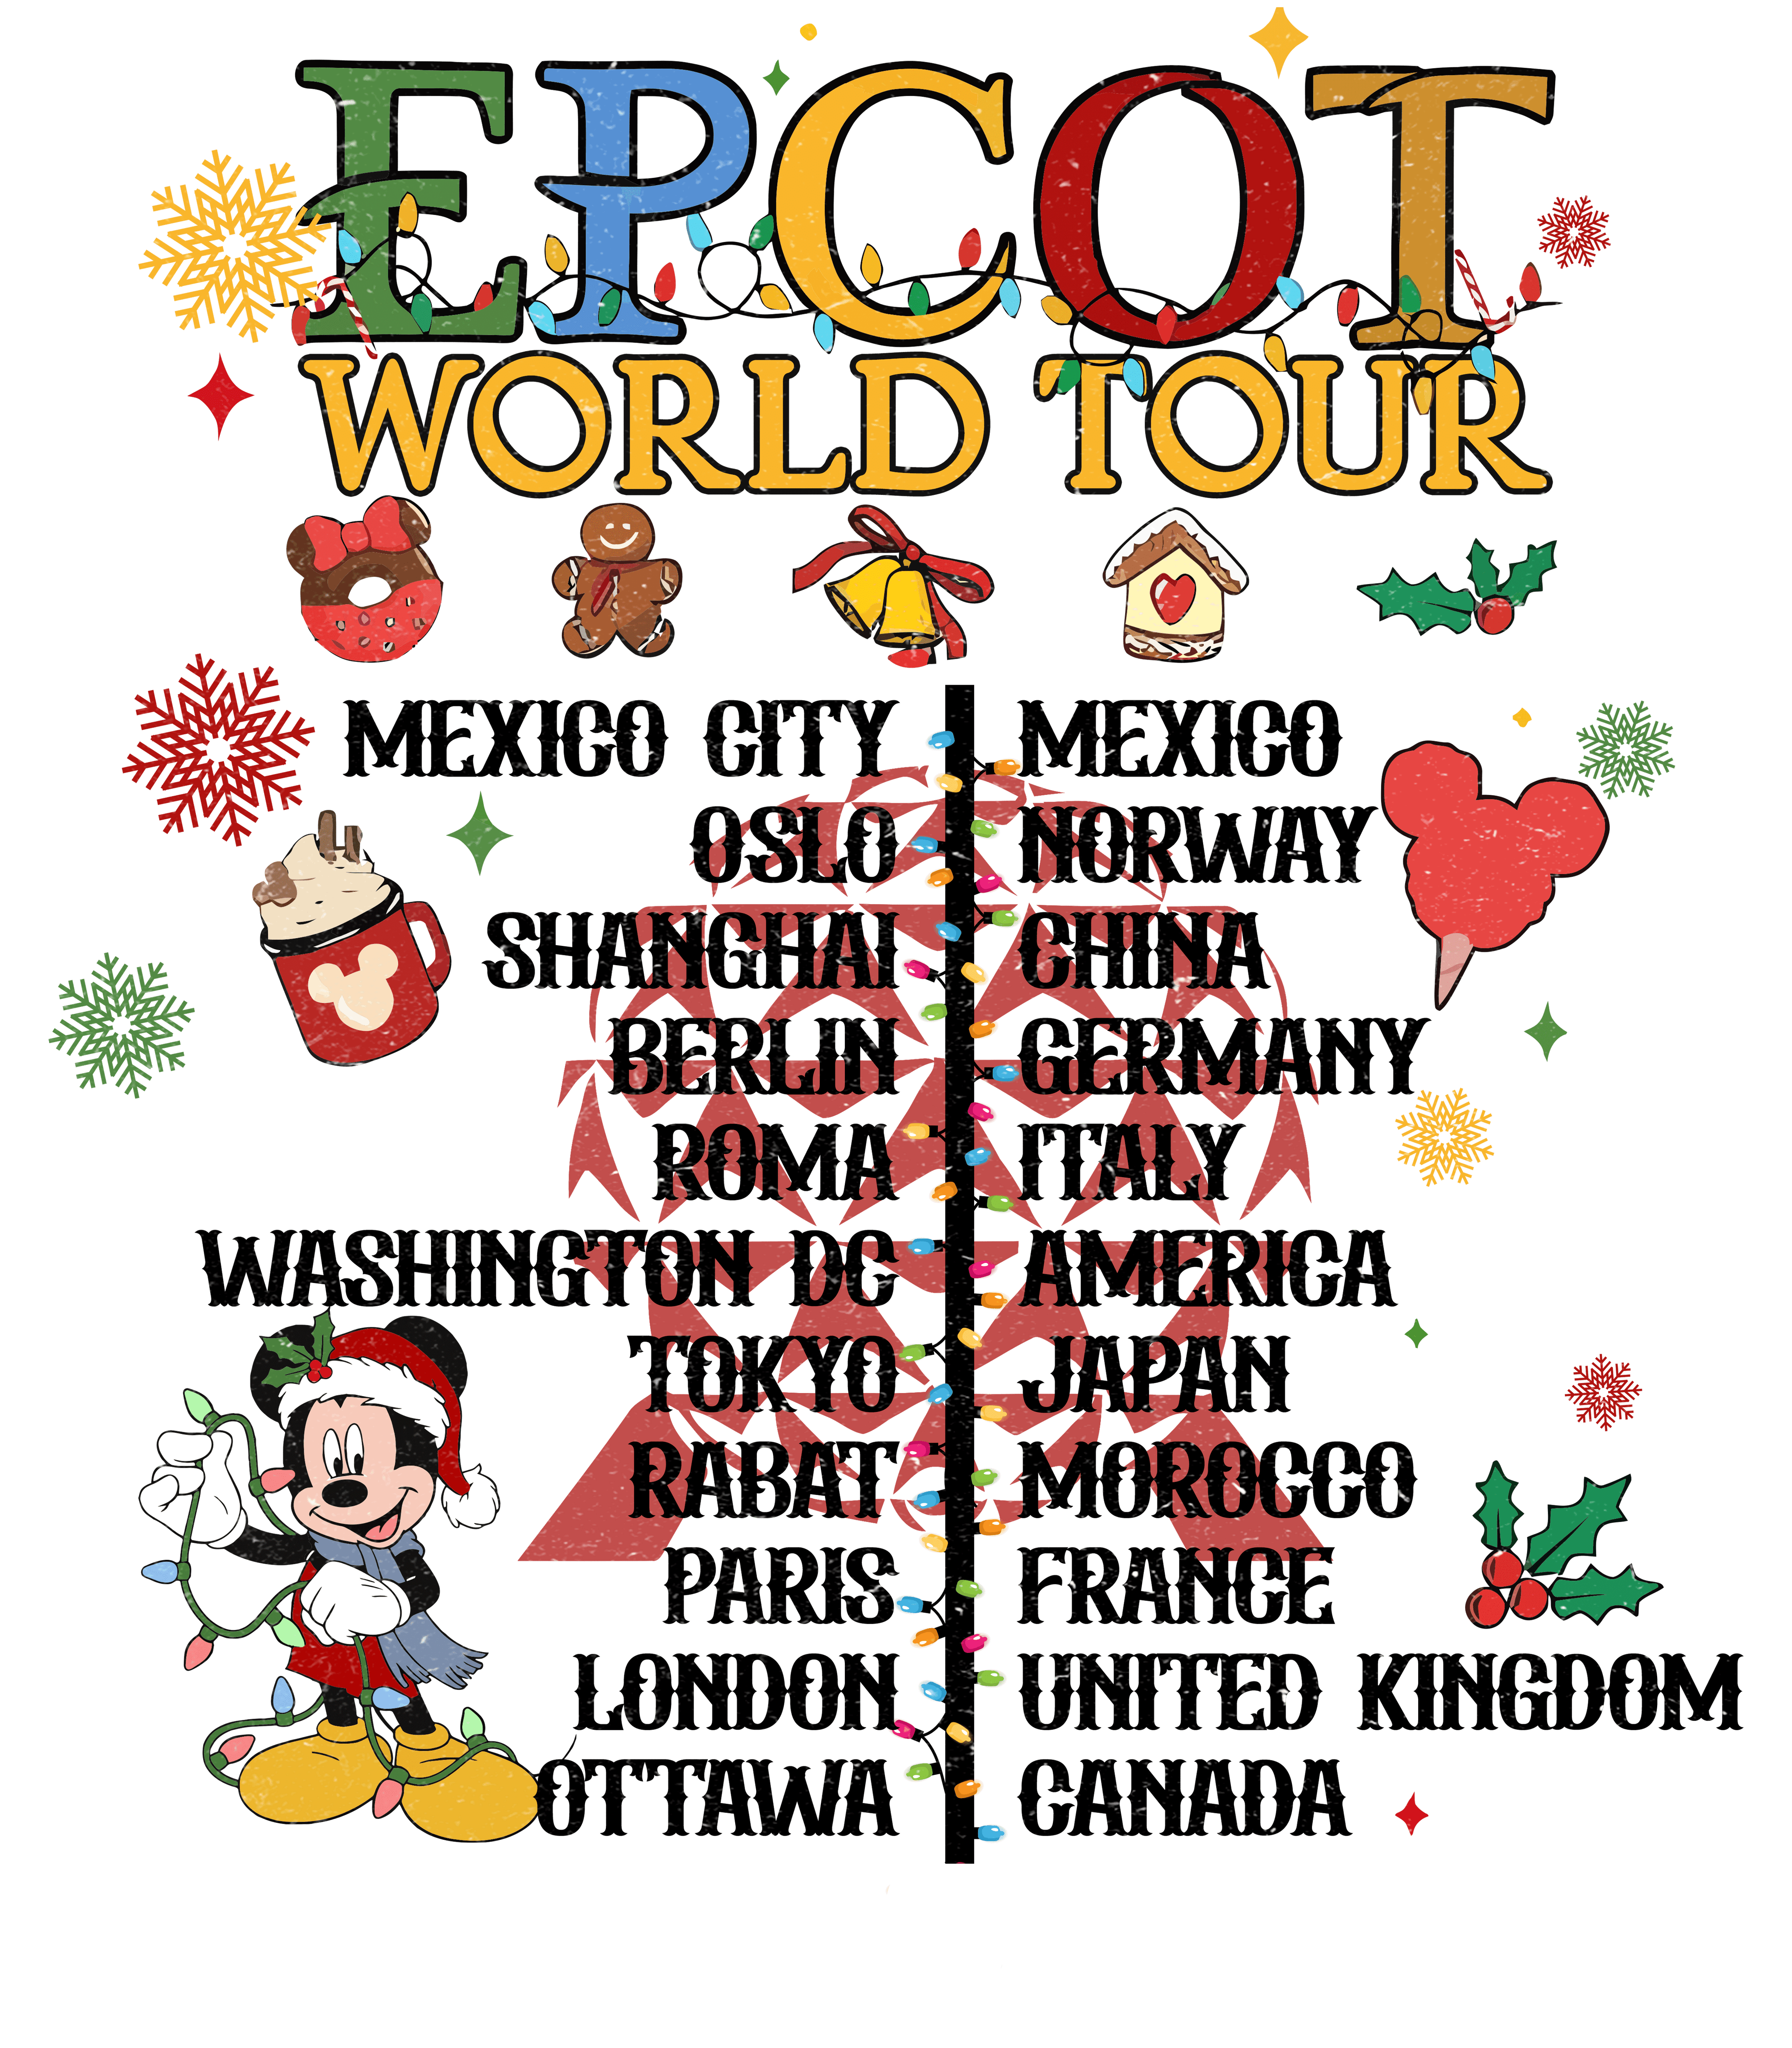 EPCOT
WORLD TOUR
MEXICO CITY MEXICO
OSLO NORWAY
SHANGHAI CHINA
BERLIN GERMANY
ROMA ITALY
WASHINGTON DC AMERICA
TOKYO JAPAN
RABAT MOROCCO
PARIS FRANCE
LONDON UNITED KINGDOM
OTTAWA CANADA